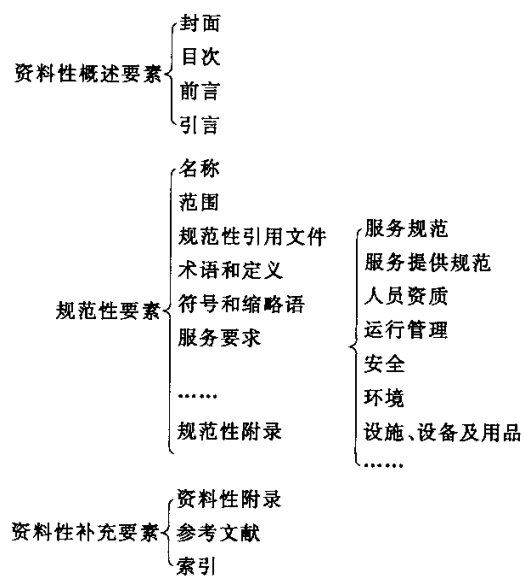 资料性概述要素
封面
目次
前言
引言
规范性要素
名称
范围
规范性引用文件
术语和定义
符号和缩略语
服务要求
……
规范性附录
服务规范
服务提供规范
人员资质
运行管理
安全
环境
设施、设备及用品
……
资料性补充要素
资料性附录
参考文献
索引